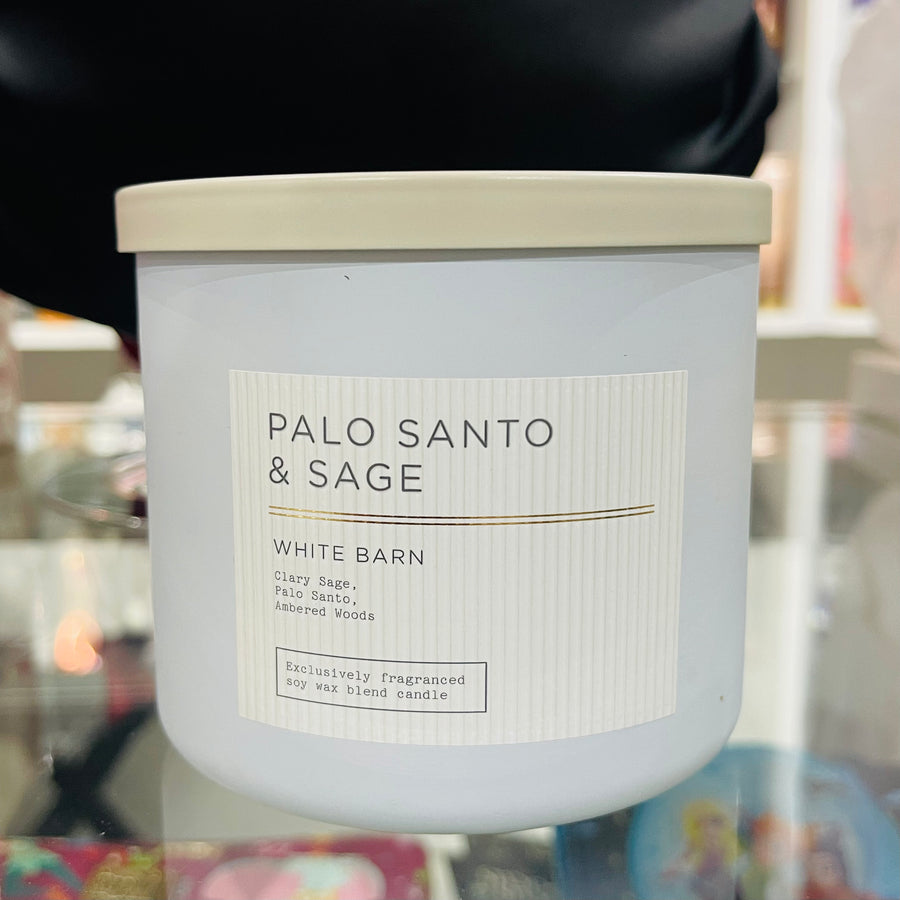 PALO SANTO
& SAGE
WHITE BARN
Clary Sage,
Palo Santo,
Ambered Woods
Exclusively fragranced
soy wax blend candle